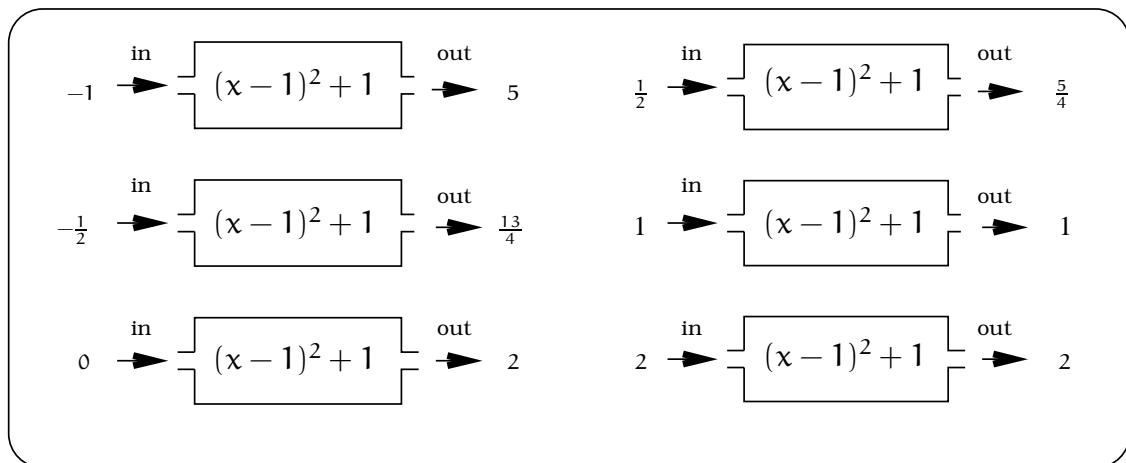 in out
−1 (x − 1)² + 1 5
in out
−½ (x − 1)² + 1 13/4
in out
0 (x − 1)² + 1 2
in out
½ (x − 1)² + 1 5/4
in out
1 (x − 1)² + 1 1
in out
2 (x − 1)² + 1 2